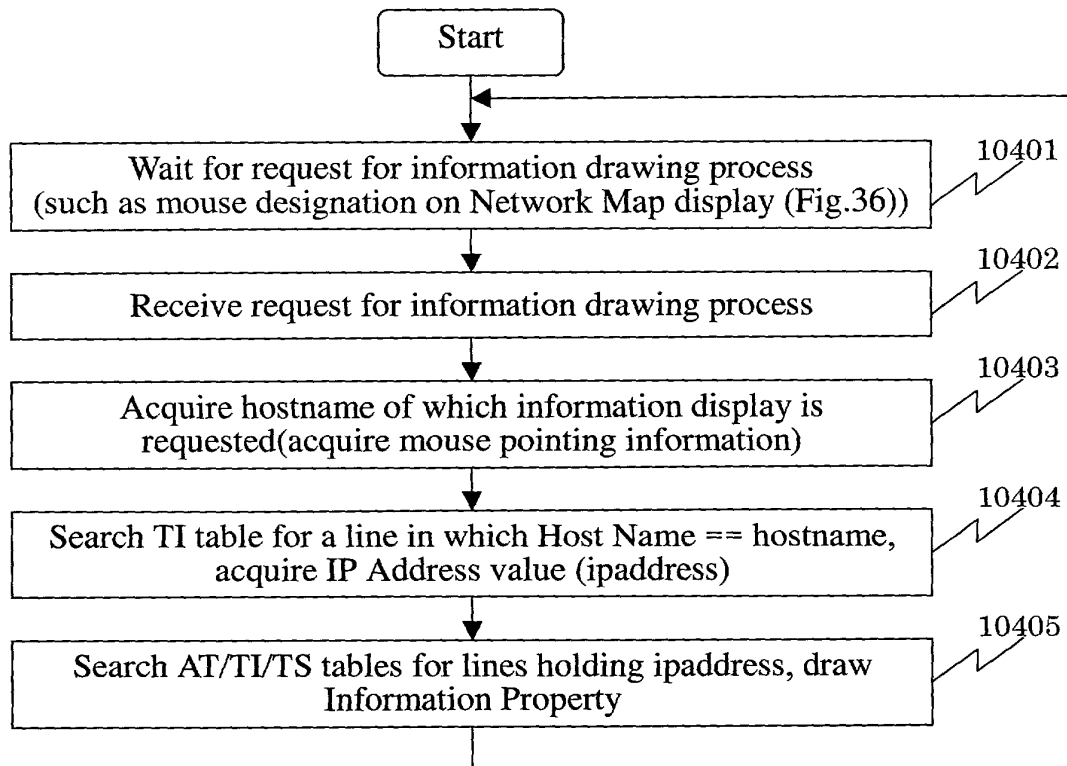 Start
Wait for request for information drawing process
(such as mouse designation on Network Map display (Fig.36))
10401
Receive request for information drawing process
10402
Acquire hostname of which information display is
requested(acquire mouse pointing information)
10403
Search TI table for a line in which Host Name == hostname,
acquire IP Address value (ipaddress)
10404
Search AT/TI/TS tables for lines holding ipaddress, draw
Information Property
10405